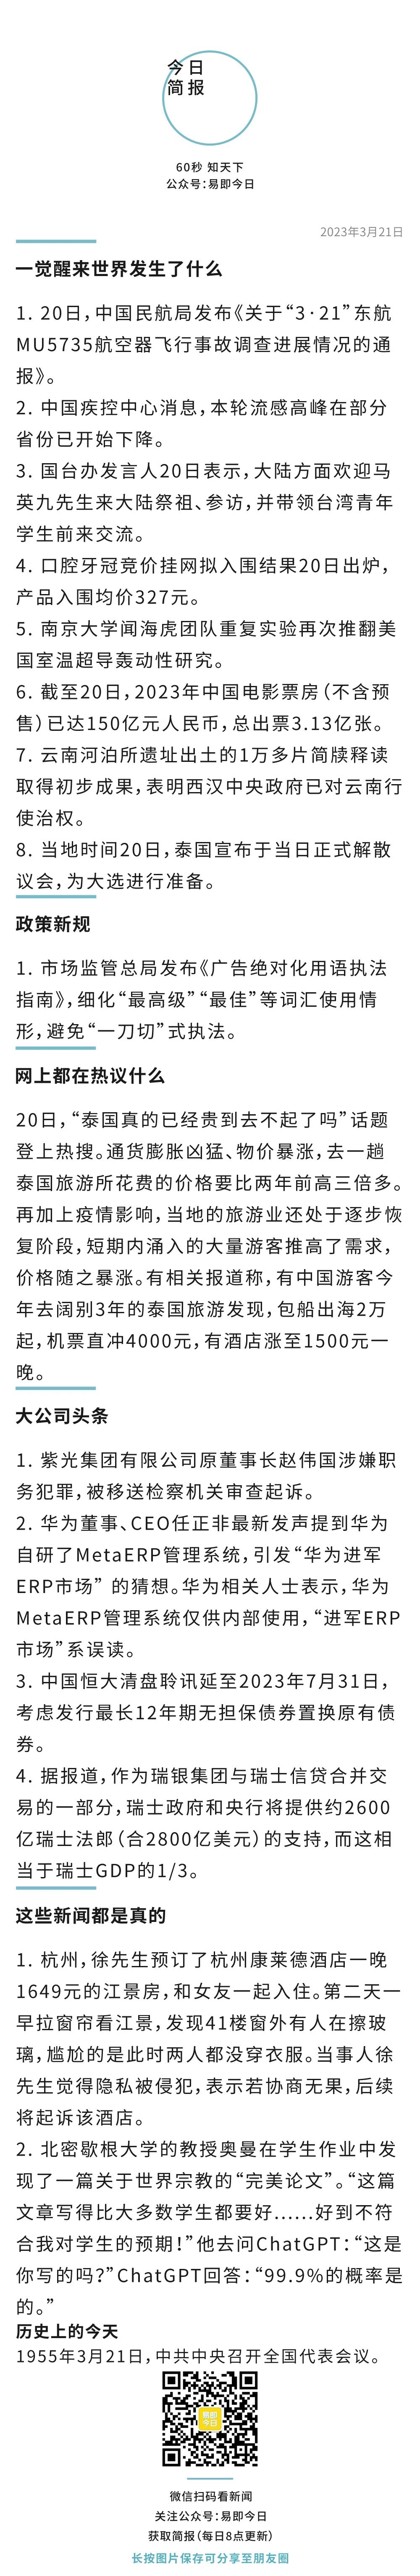 今日
简报
60秒 知天下
公众号：易即今日
2023年3月21日
一觉醒来世界发生了什么
1. 20日，中国民航局发布《关于“3·21”东航
MU5735航空器飞行事故调查进展情况的通
报》。
2. 中国疾控中心消息，本轮流感高峰在部分
省份已开始下降。
3. 国台办发言人20日表示，大陆方面欢迎马
英九先生来大陆祭祖、参访，并带领台湾青年
学生前来交流。
4. 口腔牙冠竞价挂网拟入围结果20日出炉，
产品入围均价327元。
5. 南京大学闻海虎团队重复实验再次推翻美
国室温超导轰动性研究。
6. 截至20日，2023年中国电影票房（不含预
售）已达150亿元人民币，总出票3.13亿张。
7. 云南河泊所遗址出土的1万多片简牍释读
取得初步成果，表明西汉中央政府已对云南行
使治权。
8. 当地时间20日，泰国宣布于当日正式解散
议会，为大选进行准备。
政策新规
1. 市场监管总局发布《广告绝对化用语执法
指南》，细化“最高级”“最佳”等词汇使用情
形，避免“一刀切”式执法。
网上都在热议什么
20日，“泰国真的已经贵到去不起了吗”话题
登上热搜。通货膨胀凶猛、物价暴涨，去一趟
泰国旅游所花费的价格要比两年前高三倍多。
再加上疫情影响，当地的旅游业还处于逐步恢
复阶段，短期内涌入的大量游客推高了需求，
价格随之暴涨。有相关报道称，有中国游客今
年去阔别3年的泰国旅游发现，包船出海2万
起，机票直冲4000元，有酒店涨至1500元一
晚。
大公司头条
1. 紫光集团有限公司原董事长赵伟国涉嫌职
务犯罪，被移送检察机关审查起诉。
2. 华为董事、CEO任正非最新发声提到华为
自研了MetaERP管理系统，引发“华为进军
ERP市场” 的猜想。华为相关人士表示，华为
MetaERP管理系统仅供内部使用，“进军ERP
市场”系误读。
3. 中国恒大清盘聆讯延至2023年7月31日，
考虑发行最长12年期无担保债券置换原有债
券。
4. 据报道，作为瑞银集团与瑞士信贷合并交
易的一部分，瑞士政府和央行将提供约2600
亿瑞士法郎（合2800亿美元）的支持，而这相
当于瑞士GDP的1/3。
这些新闻都是真的
1. 杭州，徐先生预订了杭州康莱德酒店一晚
1649元的江景房，和女友一起入住。第二天一
早拉窗帘看江景，发现41楼窗外有人在擦玻
璃，尴尬的是此时两人都没穿衣服。当事人徐
先生觉得隐私被侵犯，表示若协商无果，后续
将起诉该酒店。
2. 北密歇根大学的教授奥曼在学生作业中发
现了一篇关于世界宗教的“完美论文”。“这篇
文章写得比大多数学生都要好……好到不符
合我对学生的预期！”他去问ChatGPT：“这是
你写的吗？”ChatGPT回答：“99.9%的概率是
的。”
历史上的今天
1955年3月21日，中共中央召开全国代表会议。
易即
今日
微信扫码看新闻
关注公众号：易即今日
获取简报（每日8点更新）
长按图片保存可分享至朋友圈